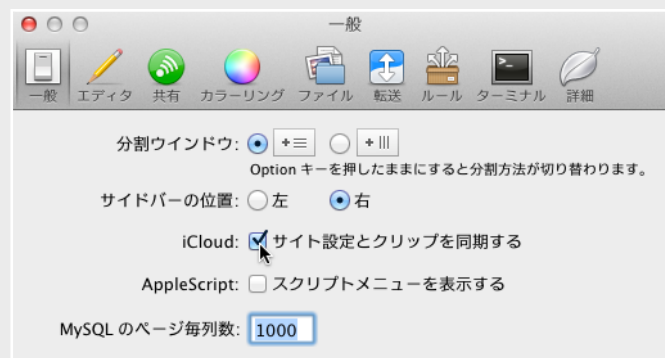 一般
一般 エディタ 共有 カラーリング ファイル 転送 ルール ターミナル 詳細
分割ウインドウ:
Option キーを押したままにすると分割方法が切り替わります。
サイドバーの位置: 左 右
iCloud: サイト設定とクリップを同期する
AppleScript: スクリプトメニューを表示する
MySQL のページ毎列数: 1000